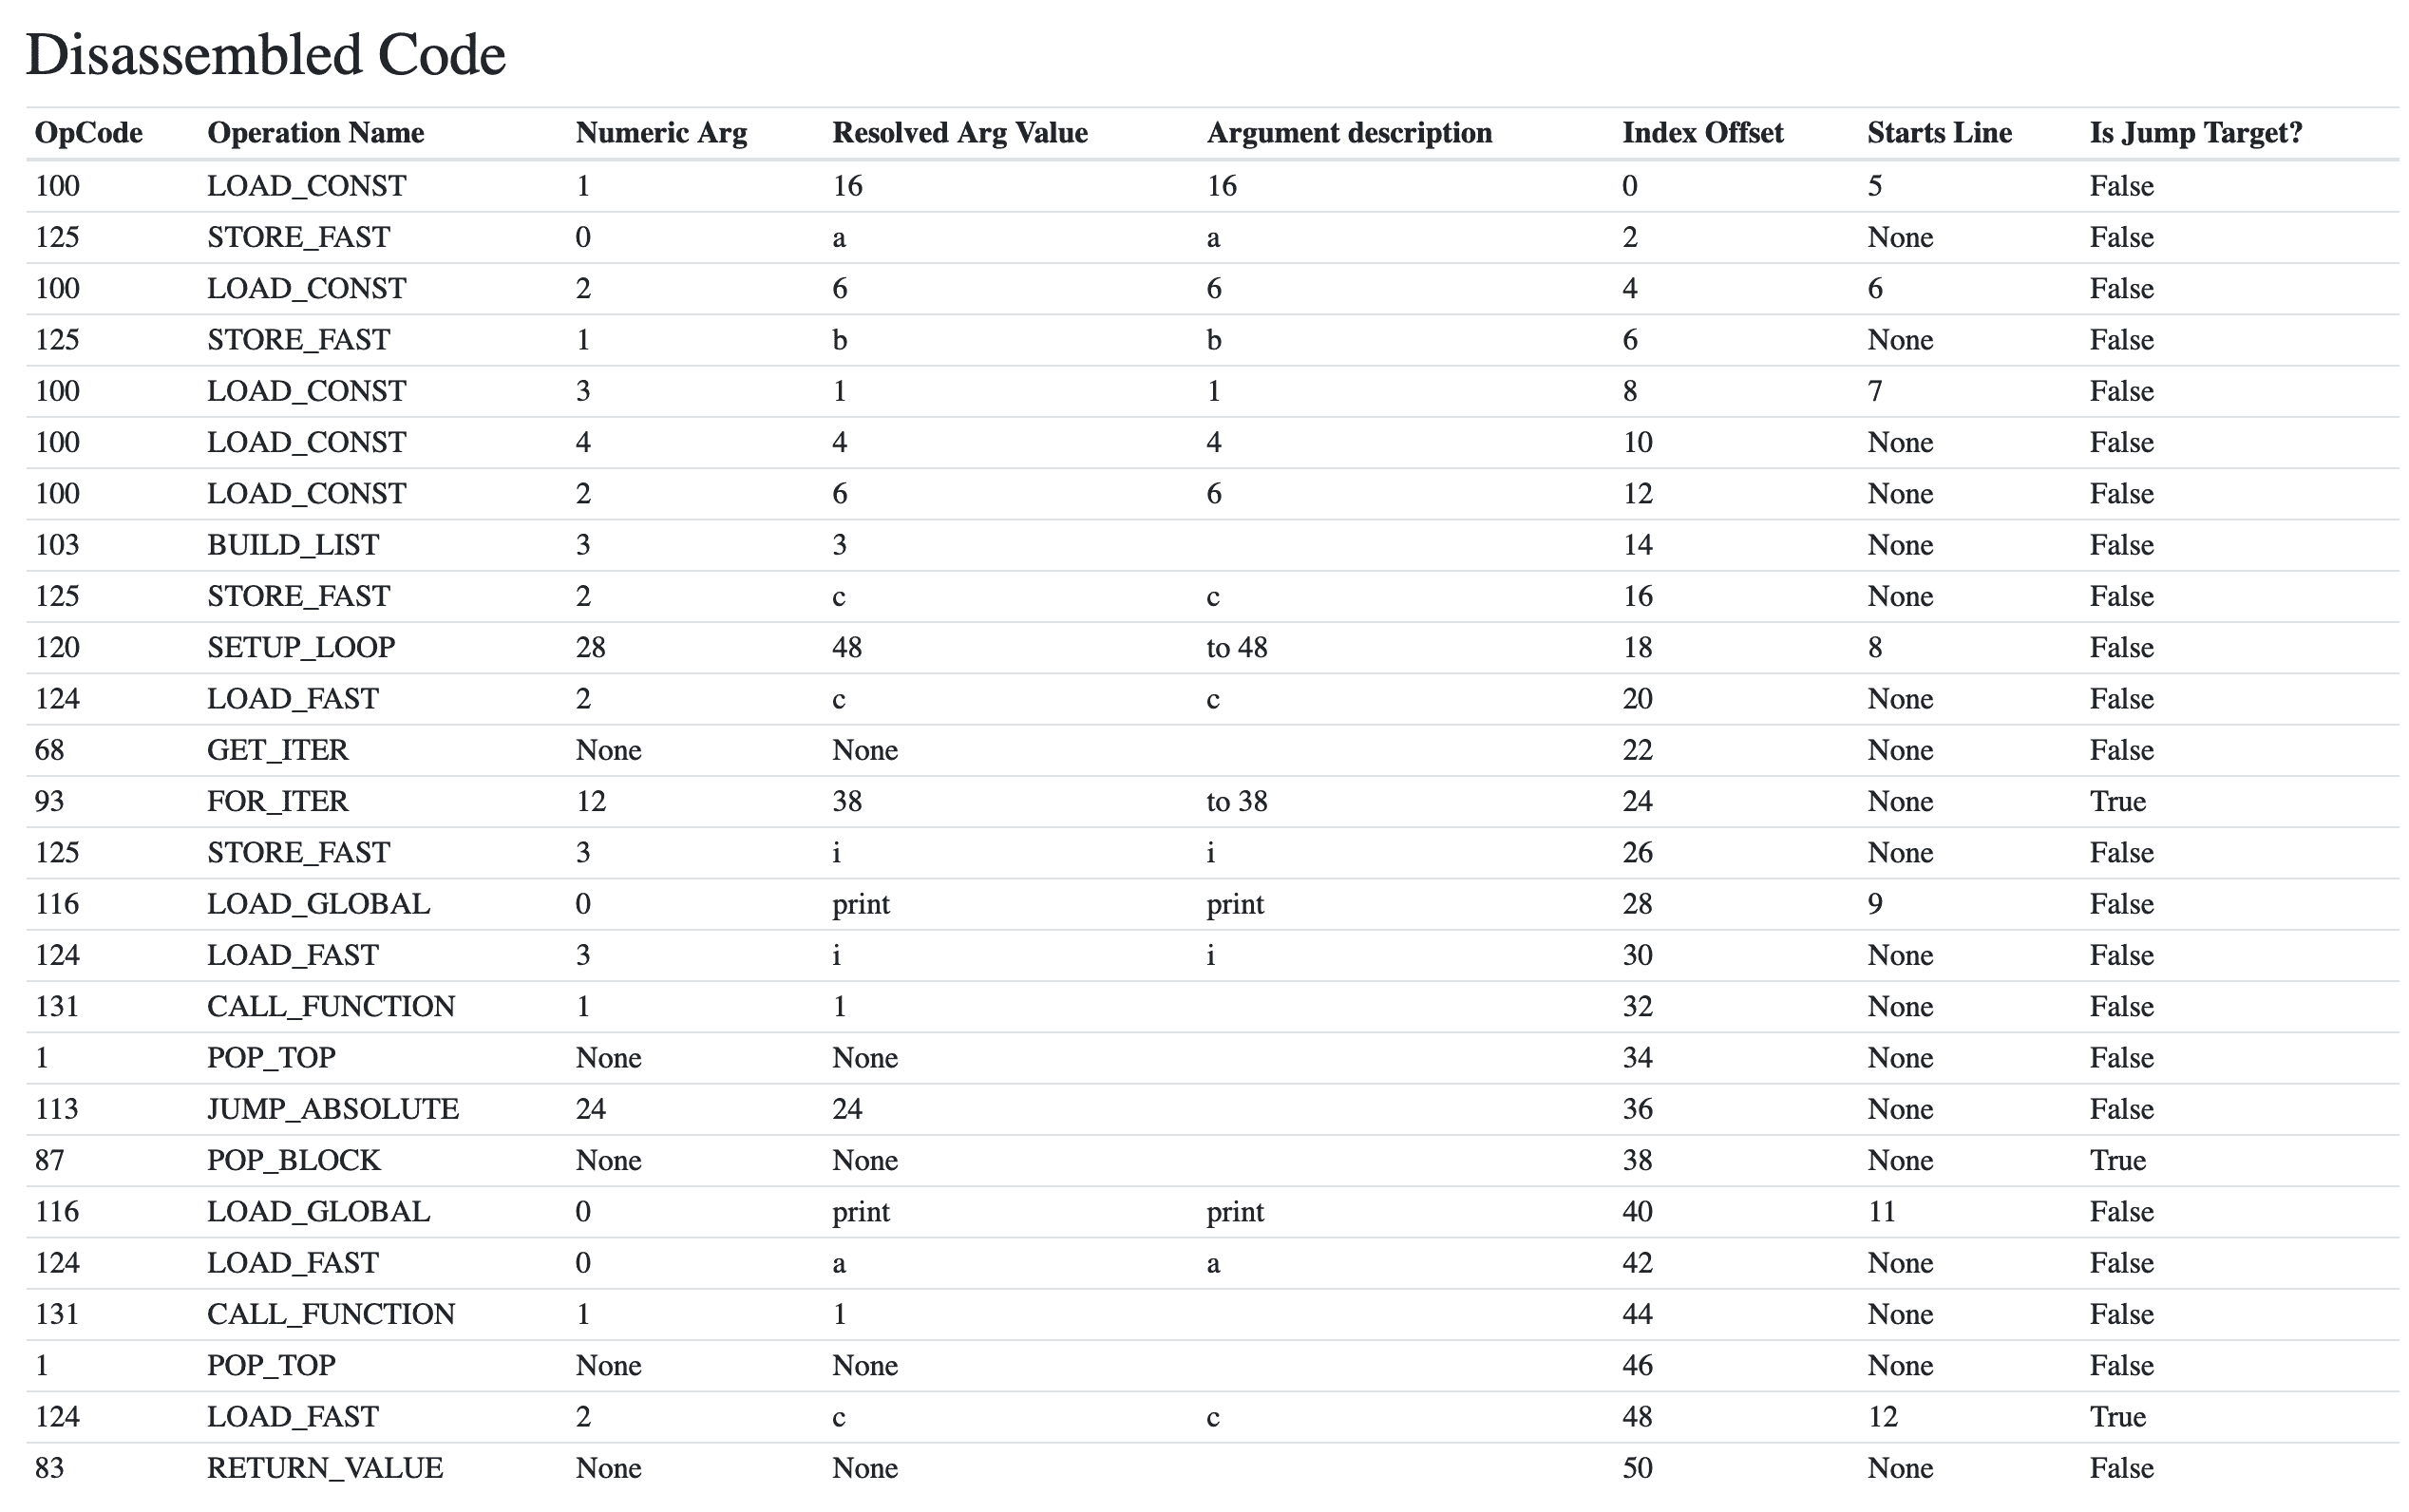 Disassembled Code
OpCode Operation Name Numeric Arg Resolved Arg Value Argument description Index Offset Starts Line Is Jump Target?
100 LOAD_CONST 1 16 16 0 5 False
125 STORE_FAST 0 a a 2 None False
100 LOAD_CONST 2 6 6 4 6 False
125 STORE_FAST 1 b b 6 None False
100 LOAD_CONST 3 1 1 8 7 False
100 LOAD_CONST 4 4 4 10 None False
100 LOAD_CONST 2 6 6 12 None False
103 BUILD_LIST 3 3 14 None False
125 STORE_FAST 2 c c 16 None False
120 SETUP_LOOP 28 48 to 48 18 8 False
124 LOAD_FAST 2 c c 20 None False
68 GET_ITER None None 22 None False
93 FOR_ITER 12 38 to 38 24 None True
125 STORE_FAST 3 i i 26 None False
116 LOAD_GLOBAL 0 print print 28 9 False
124 LOAD_FAST 3 i i 30 None False
131 CALL_FUNCTION 1 1 32 None False
1 POP_TOP None None 34 None False
113 JUMP_ABSOLUTE 24 24 36 None False
87 POP_BLOCK None None 38 None True
116 LOAD_GLOBAL 0 print print 40 11 False
124 LOAD_FAST 0 a a 42 None False
131 CALL_FUNCTION 1 1 44 None False
1 POP_TOP None None 46 None False
124 LOAD_FAST 2 c c 48 12 True
83 RETURN_VALUE None None 50 None False